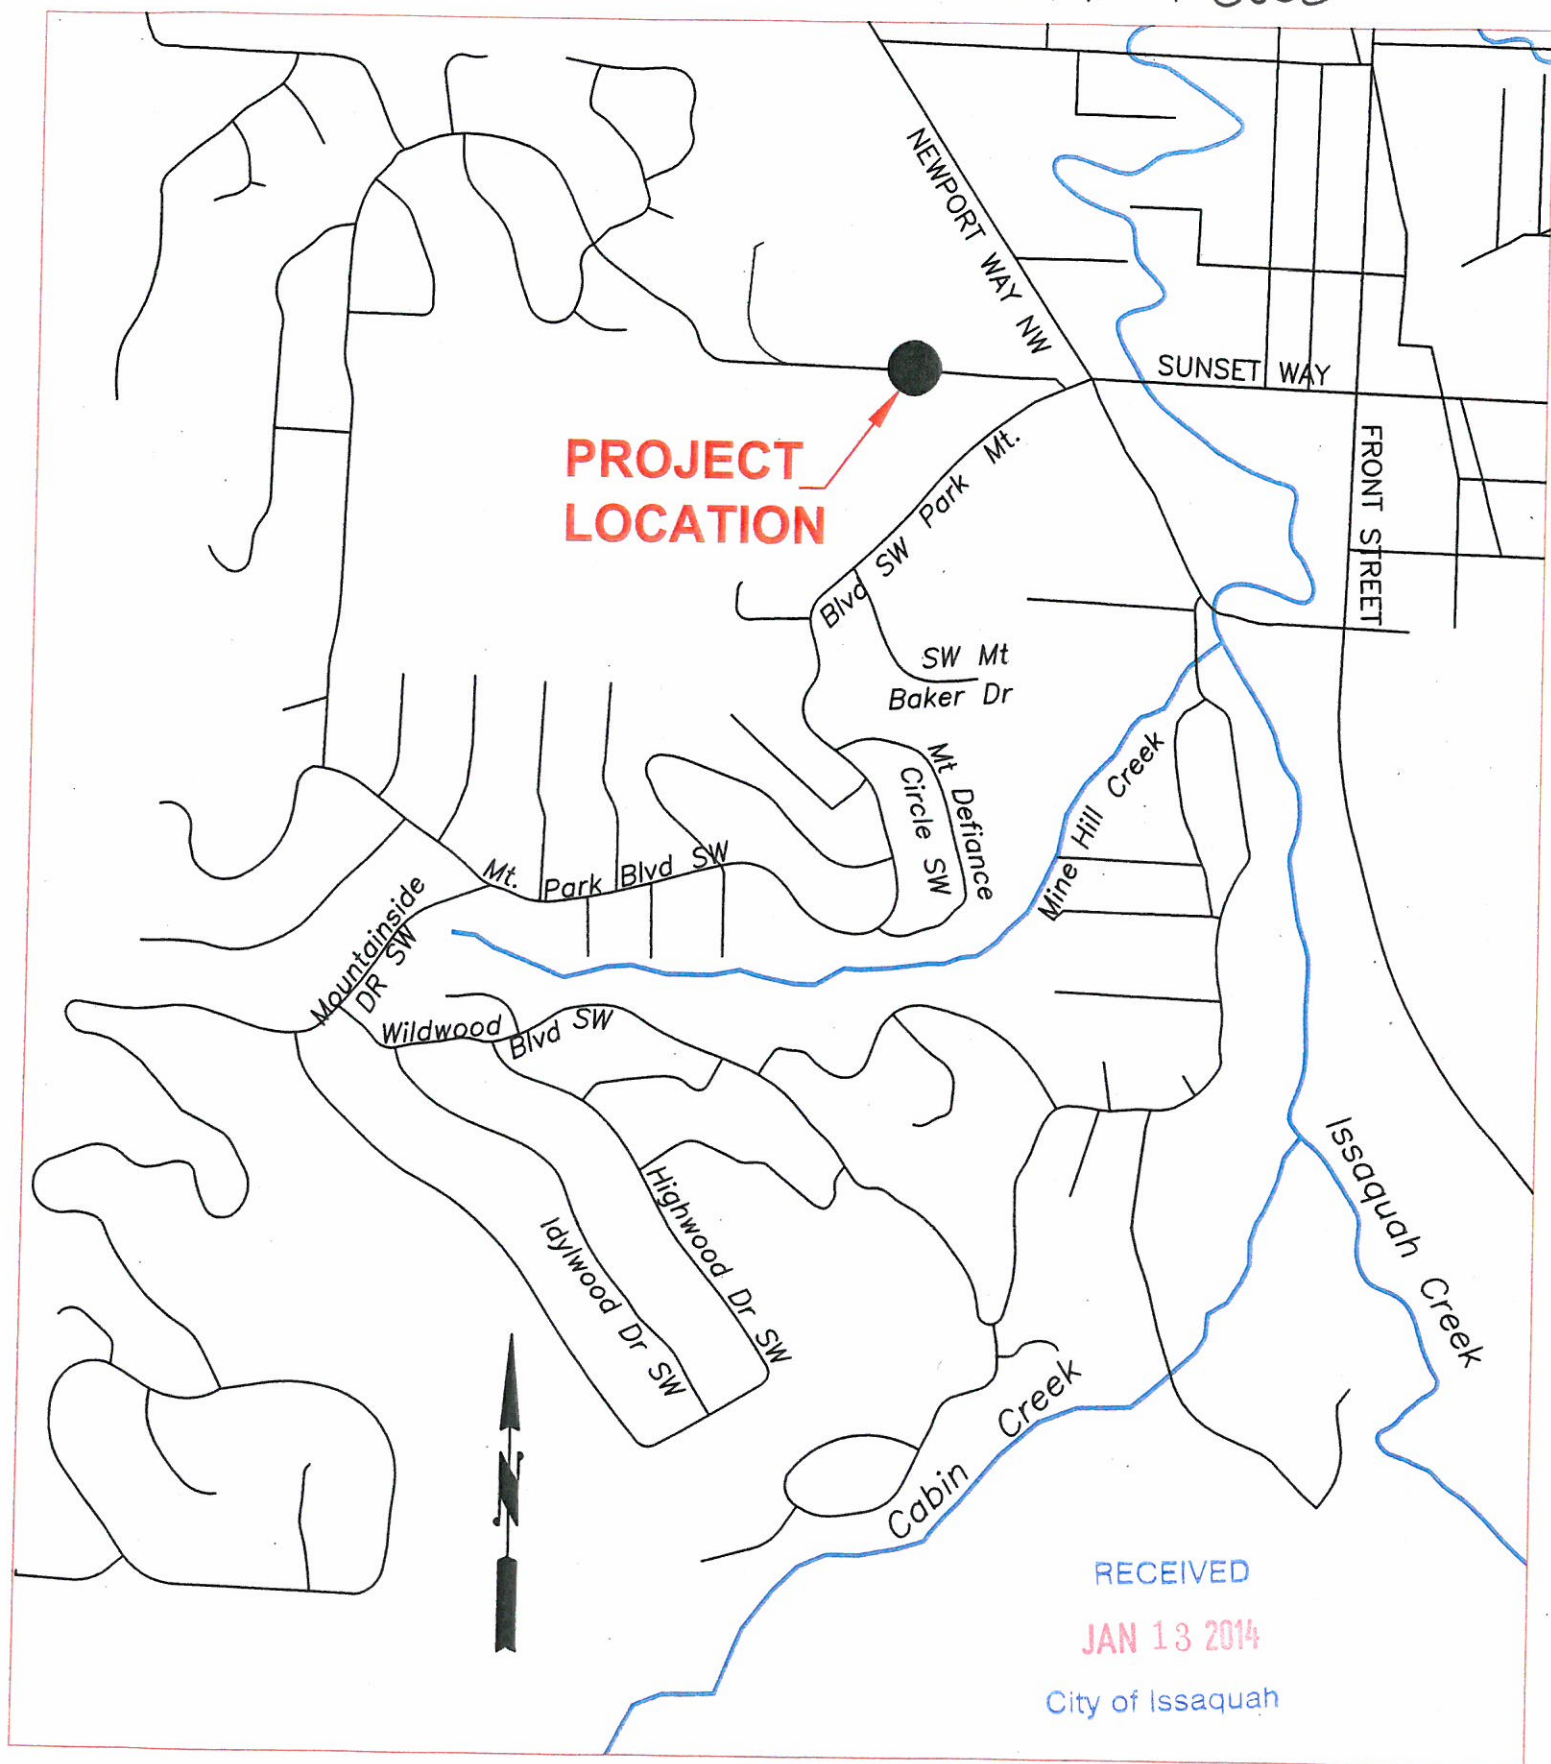 NEWPORT WAY NW
SUNSET WAY
FRONT STREET
PROJECT
LOCATION
Blvd SW Park Mt.
SW Mt
Baker Dr
Mt Defiance
Circle SW
Mine Hill Creek
Mt. Park Blvd SW
Mountainside
DR SW
Wildwood Blvd SW
Highwood Dr SW
Idylwood Dr SW
Issaquah Creek
Cabin Creek
N
RECEIVED
JAN 13 2014
City of Issaquah